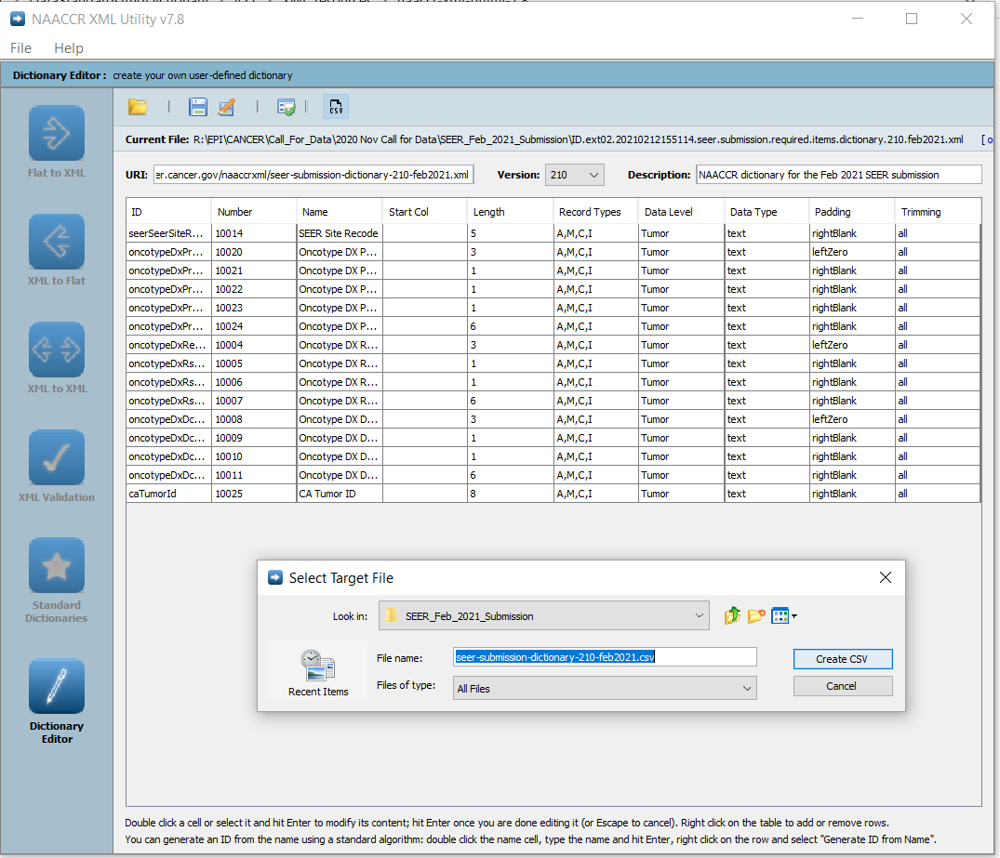 NAACCR XML Utility v7.8
File Help
Dictionary Editor : create your own user-defined dictionary
Flat to XML
XML to Flat
XML to XML
XML Validation
Standard
Dictionaries
Dictionary
Editor
CSV
Current File: R:\EPI\CANCER\Call_For_Data\2020 Nov Call for Data\SEER_Feb_2021_Submission\ID.ext02.20210212155114.seer.submission.required.items.dictionary.210.feb2021.xml [ o
URI: er.cancer.gov/naaccrxml/seer-submission-dictionary-210-feb2021.xml Version: 210 Description: NAACCR dictionary for the Feb 2021 SEER submission
ID Number Name Start Col Length Record Types Data Level Data Type Padding Trimming
seerSeerSiteR... 10014 SEER Site Recode 5 A,M,C,I Tumor text rightBlank all
oncotypeDxPr... 10020 Oncotype DX P... 3 A,M,C,I Tumor text leftZero all
oncotypeDxPr... 10021 Oncotype DX P... 1 A,M,C,I Tumor text rightBlank all
oncotypeDxPr... 10022 Oncotype DX P... 1 A,M,C,I Tumor text rightBlank all
oncotypeDxPr... 10023 Oncotype DX P... 1 A,M,C,I Tumor text rightBlank all
oncotypeDxPr... 10024 Oncotype DX P... 6 A,M,C,I Tumor text rightBlank all
oncotypeDxRe... 10004 Oncotype DX R... 3 A,M,C,I Tumor text leftZero all
oncotypeDxRs... 10005 Oncotype DX R... 1 A,M,C,I Tumor text rightBlank all
oncotypeDxRs... 10006 Oncotype DX R... 1 A,M,C,I Tumor text rightBlank all
oncotypeDxRs... 10007 Oncotype DX R... 6 A,M,C,I Tumor text rightBlank all
oncotypeDxDc... 10008 Oncotype DX D... 3 A,M,C,I Tumor text leftZero all
oncotypeDxDc... 10009 Oncotype DX D... 1 A,M,C,I Tumor text rightBlank all
oncotypeDxDc... 10010 Oncotype DX D... 1 A,M,C,I Tumor text rightBlank all
oncotypeDxDc... 10011 Oncotype DX D... 6 A,M,C,I Tumor text rightBlank all
caTumorId 10025 CA Tumor ID 8 A,M,C,I Tumor text rightBlank all
Select Target File
Look in: SEER_Feb_2021_Submission
Recent Items
File name: seer-submission-dictionary-210-feb2021.csv Create CSV
Files of type: All Files Cancel
Double click a cell or select it and hit Enter to modify its content; hit Enter once you are done editing it (or Escape to cancel). Right click on the table to add or remove rows.
You can generate an ID from the name using a standard algorithm: double click the name cell, type the name and hit Enter, right click on the row and select "Generate ID from Name".